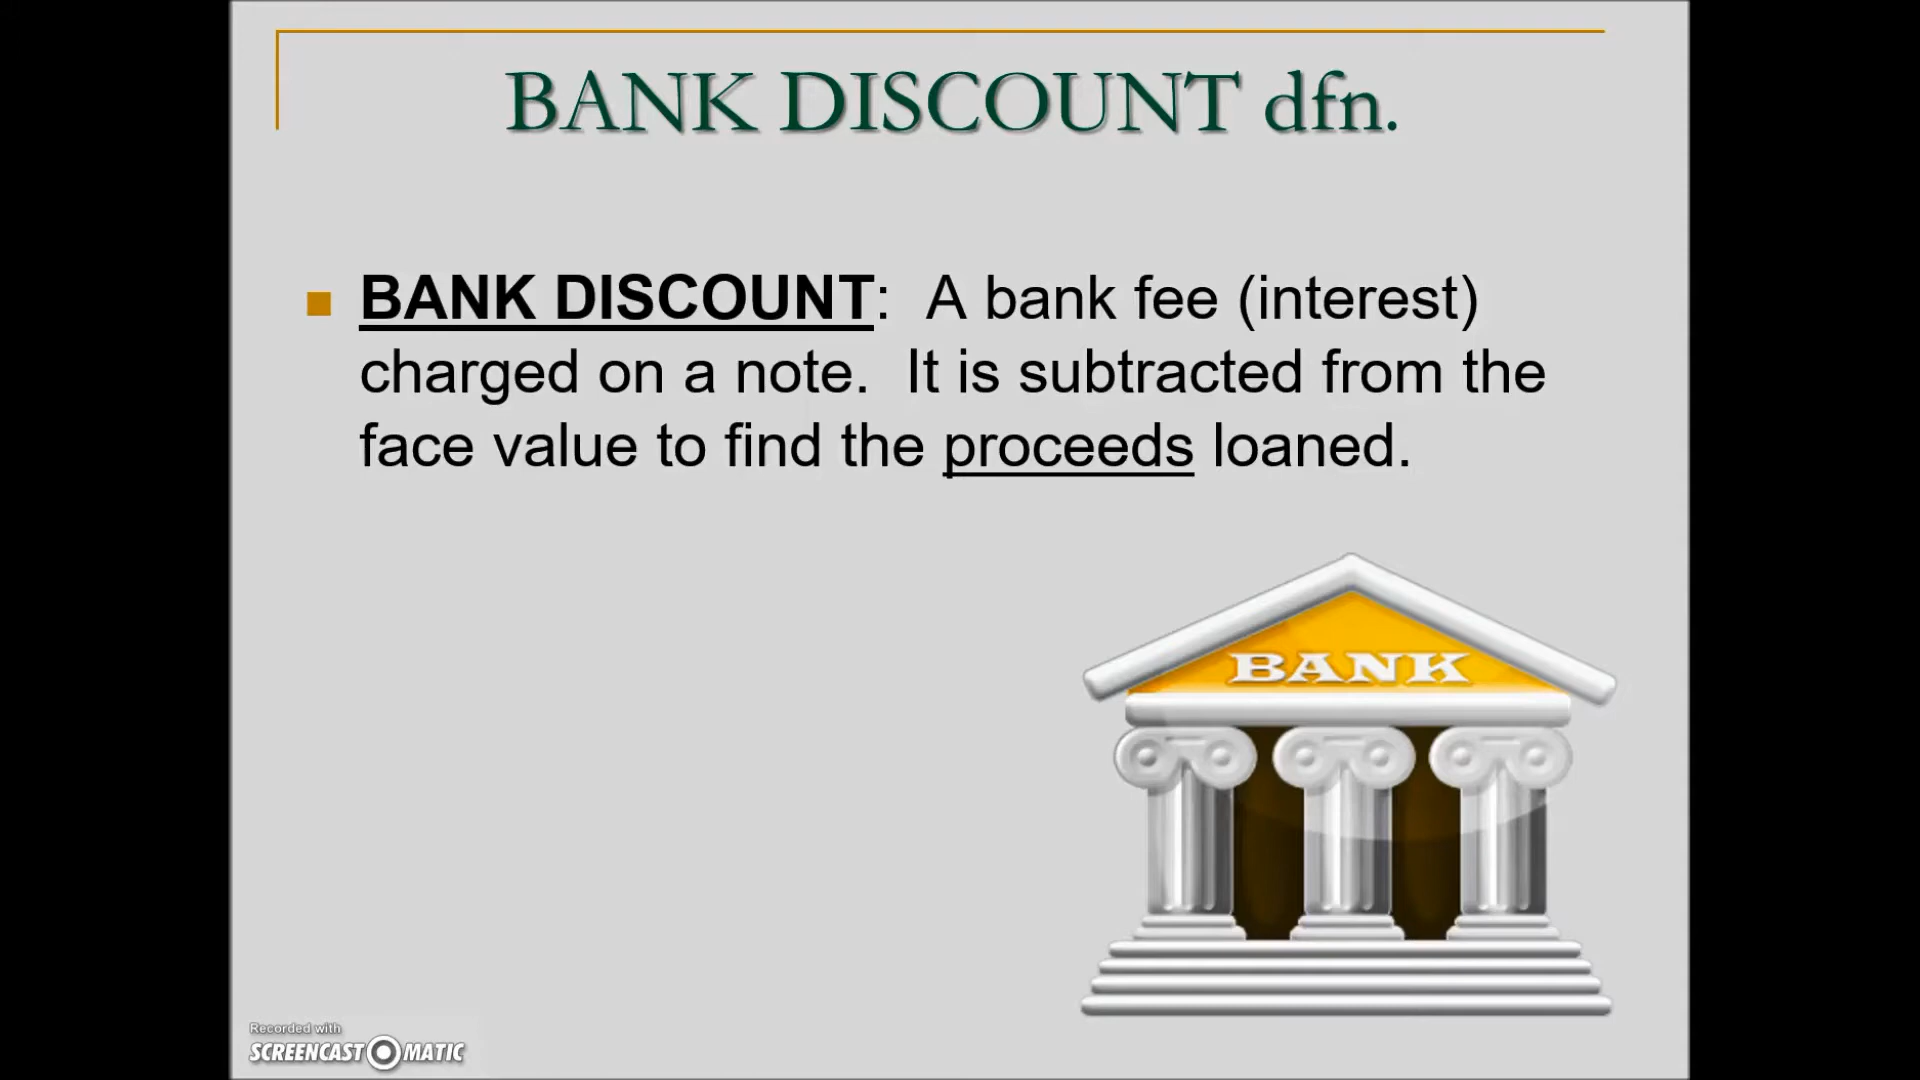 BANK DISCOUNT dfn.
BANK DISCOUNT: A bank fee (interest)
charged on a note. It is subtracted from the
face value to find the proceeds loaned.
BANK
Recorded with
SCREENCAST MATIC